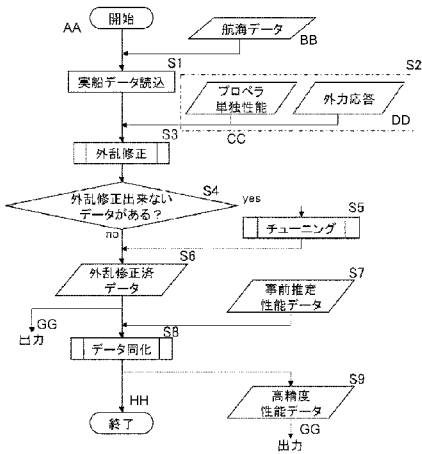 開始
AA
航海データ
BB
S1
実船データ読込
S2
プロペラ
単独性能
外力応答
DD
CC
S3
外乱修正
S4
外乱修正出来ない
データがある？
yes
no
S5
チューニング
S6
外乱修正済
データ
S7
事前推定
性能データ
GG
出力
S8
データ同化
S9
高精度
性能データ
HH
GG
終了
出力